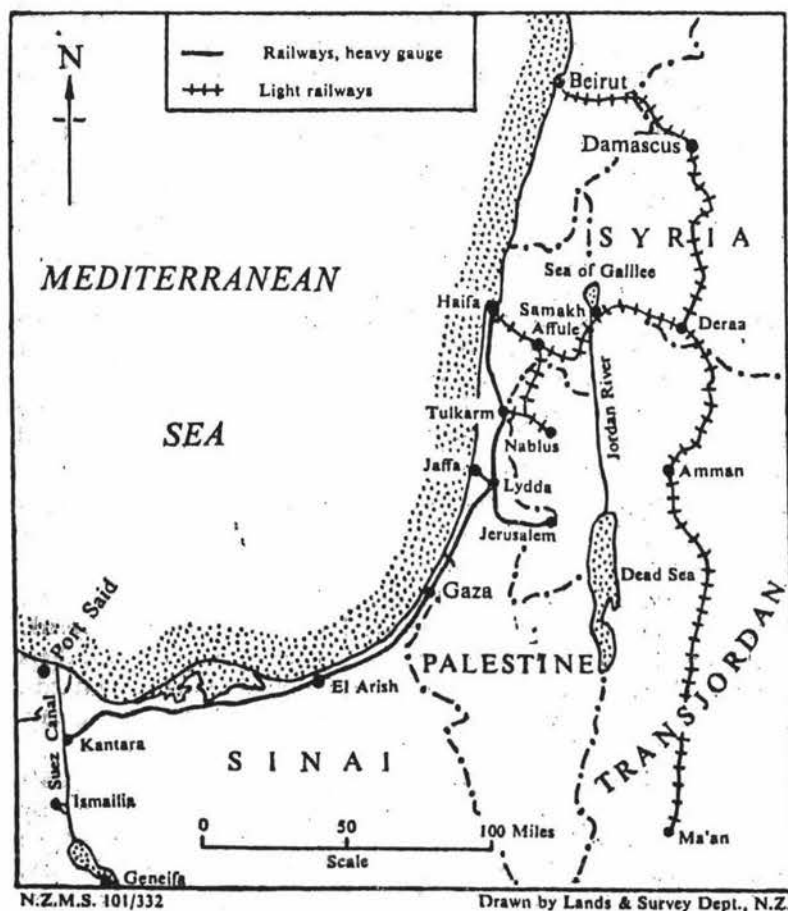 N
Railways, heavy gauge
Light railways
Beirut
Damascus
SYRIA
Sea of Galilee
MEDITERRANEAN
SEA
Haifa
Samakh
Affule
Deraa
Tulkarm
Nablus
Jordan River
Jaffa
Lydda
Amman
Jerusalem
Gaza
Dead Sea
Port Said
PALESTINE
TRANSJORDAN
El Arish
Suez Canal
Kantara
SINAI
Ismailia
0 50 100 Miles
Scale
Ma'an
Geneifa
N.Z.M.S. 101/332
Drawn by Lands & Survey Dept., N.Z.